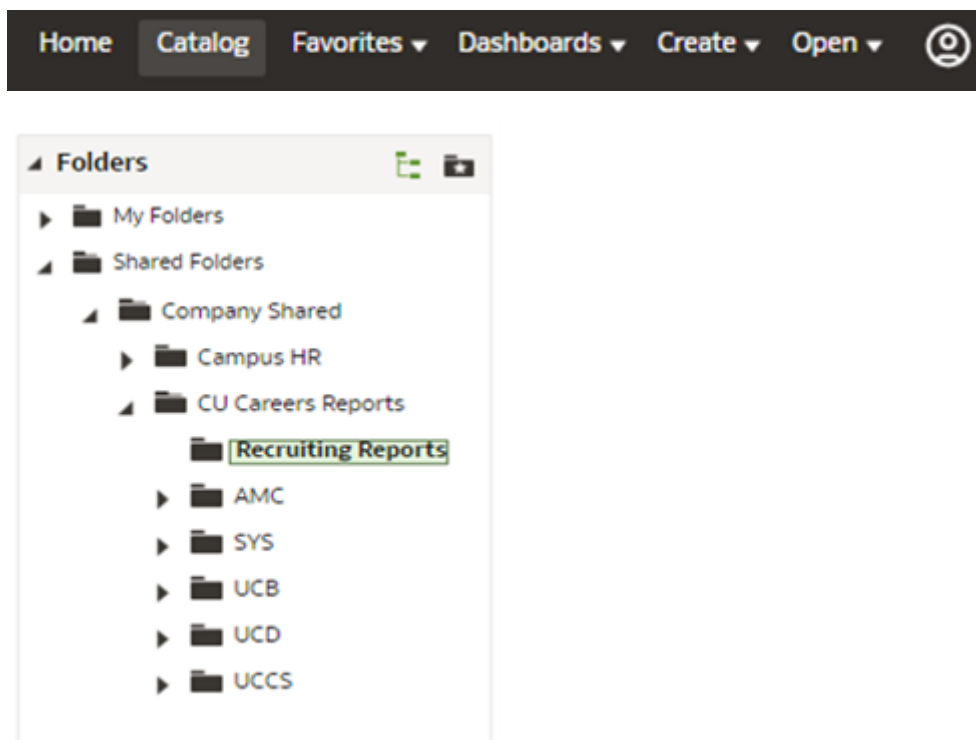 Home Catalog Favorites Dashboards Create Open
Folders
My Folders
Shared Folders
Company Shared
Campus HR
CU Careers Reports
Recruiting Reports
AMC
SYS
UCB
UCD
UCCS